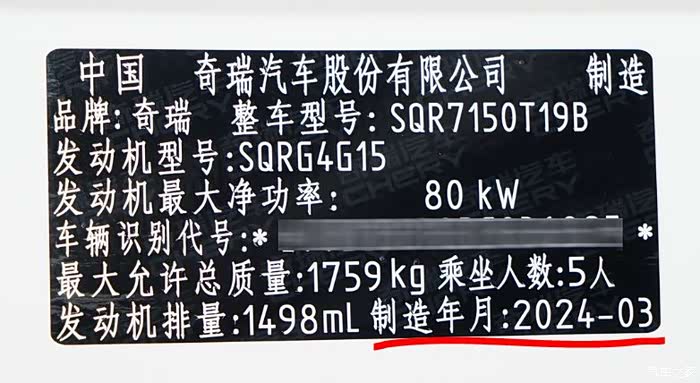 中国 奇瑞汽车股份有限公司 制造
品牌:奇瑞 整车型号:SQR7150T19B
发动机型号:SQRG4G15
发动机最大净功率: 80 kW
车辆识别代号:* *
最大允许总质量:1759kg 乘坐人数:5人
发动机排量:1498mL 制造年月:2024-03